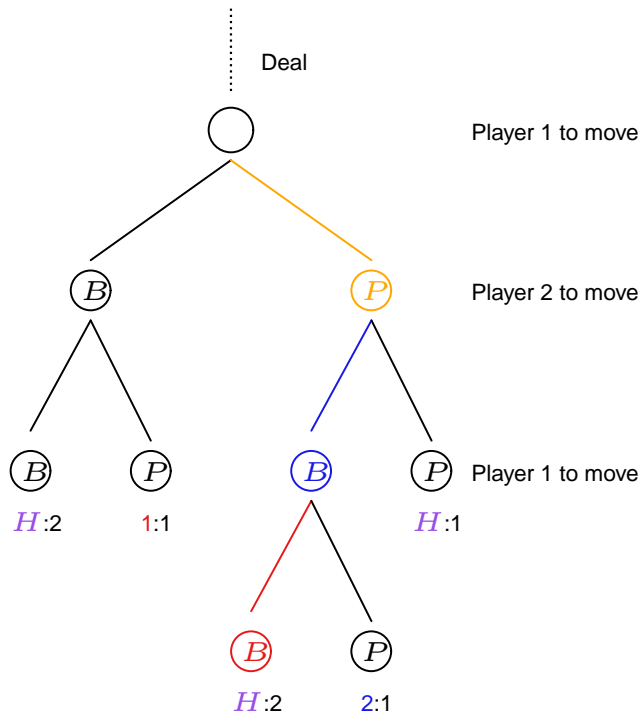 Deal
Player 1 to move
B P Player 2 to move
B P B P Player 1 to move
H:2 1:1 H:1
B P
H:2 2:1